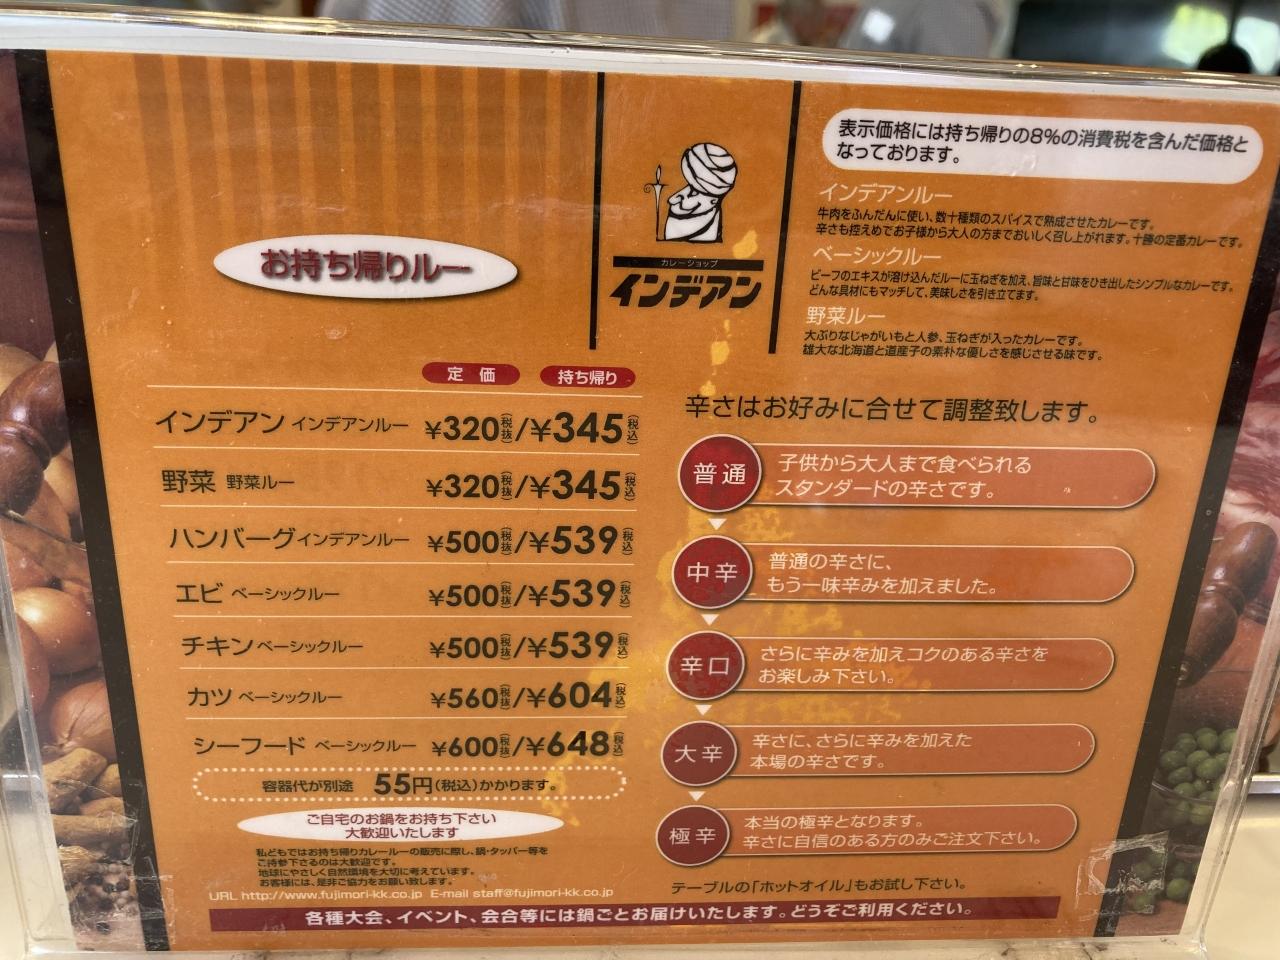 お持ち帰りルー
カレーショップ
インデアン
表示価格には持ち帰りの8%の消費税を含んだ価格と
なっております。
インデアンルー
牛肉をふんだんに使い、数十種類のスパイスで熟成させたカレーです。
辛さも控えめでお子様から大人の方までおいしく召し上がれます。十勝の定番カレーです。
ベーシックルー
ビーフのエキスが溶け込んだルーに玉ねぎを加え、旨味と甘味をひき出したシンプルなカレーです。
どんな具材にもマッチして、美味しさを引き立てます。
野菜ルー
大ぶりなじゃがいもと人参、玉ねぎが入ったカレーです。
雄大な北海道と道産子の素朴な優しさを感じさせる味です。
定価 持ち帰り
インデアン インデアンルー ¥320(税抜)/¥345(税込)
野菜 野菜ルー ¥320(税抜)/¥345(税込)
ハンバーグ インデアンルー ¥500(税抜)/¥539(税込)
エビ ベーシックルー ¥500(税抜)/¥539(税込)
チキン ベーシックルー ¥500(税抜)/¥539(税込)
カツ ベーシックルー ¥560(税抜)/¥604(税込)
シーフード ベーシックルー ¥600(税抜)/¥648(税込)
容器代が別途 55円(税込)かかります。
ご自宅のお鍋をお持ち下さい
大歓迎いたします
私どもではお持ち帰りカレールーの販売に際し、鍋・タッパー等を
ご持参下さるのは大歓迎です。
地球にやさしく自然環境を大切に考えています。
お客様には、是非ご協力をお願い致します。
URL http://www.fujimori-kk.co.jp E-mail staff@fujimori-kk.co.jp
辛さはお好みに合せて調整致します。
普通
子供から大人まで食べられる
スタンダードの辛さです。
中辛
普通の辛さに、
もう一味辛みを加えました。
辛口
さらに辛みを加えコクのある辛さを
お楽しみ下さい。
大辛
辛さに、さらに辛みを加えた
本場の辛さです。
極辛
本当の極辛となります。
辛さに自信のある方のみご注文下さい。
テーブルの「ホットオイル」もお試し下さい。
各種大会、イベント、会合等には鍋ごとお届けいたします。どうぞご利用ください。